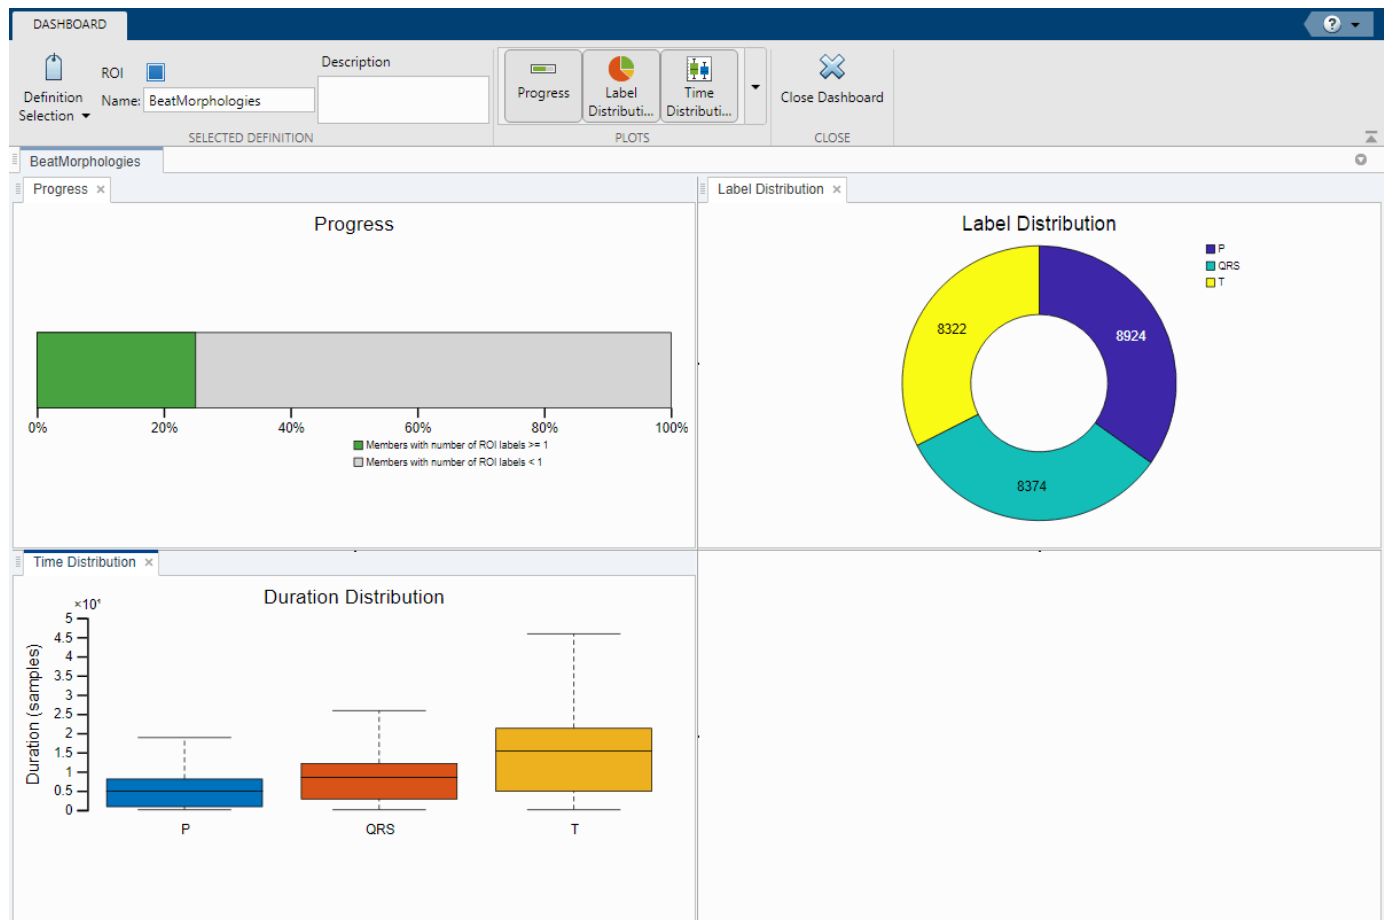 DASHBOARD
?
Definition
Selection
ROI
Name: BeatMorphologies
Description
SELECTED DEFINITION
Progress
Label
Distributi...
Time
Distributi...
PLOTS
Close Dashboard
CLOSE
BeatMorphologies
Progress ×
Progress
0% 20% 40% 60% 80% 100%
Members with number of ROI labels >= 1
Members with number of ROI labels < 1
Label Distribution ×
Label Distribution
P
QRS
T
8322
8924
8374
Time Distribution ×
Duration Distribution
Duration (samples)
5
4.5
4
3.5
3
2.5
2
1.5
1
0.5
0
P QRS T